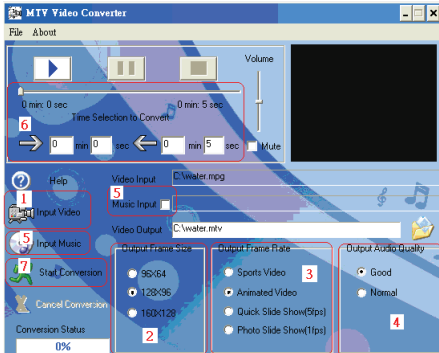 MTV Video Converter
File About
Volume
0 min: 0 sec 0 min: 5 sec
Time Selection to Convert
6
0 min 0 sec 0 min 5 sec Mute
Help Video Input C:\water.mpg
1 5
Input Video Music Input
Video Output C:\water.mtv
5
Input Music
Output Frame Size Output Frame Rate Output Audio Quality
7
Start Conversion 96X64 Sports Video 3 Good
128X96 Animated Video Normal
Cancel Conversion 160X128 Quick Slide Show(5fps)
2 4
Conversion Status Photo Slide Show(1fps)
0%